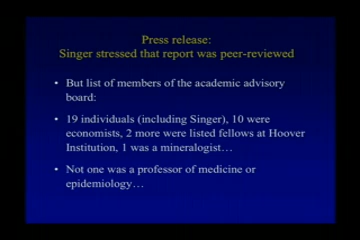 Press release:
Singer stressed that report was peer-reviewed
• But list of members of the academic advisory
board:
• 19 individuals (including Singer), 10 were
economists, 2 more were listed fellows at Hoover
Institution, 1 was a mineralogist…
• Not one was a professor of medicine or
epidemiology…